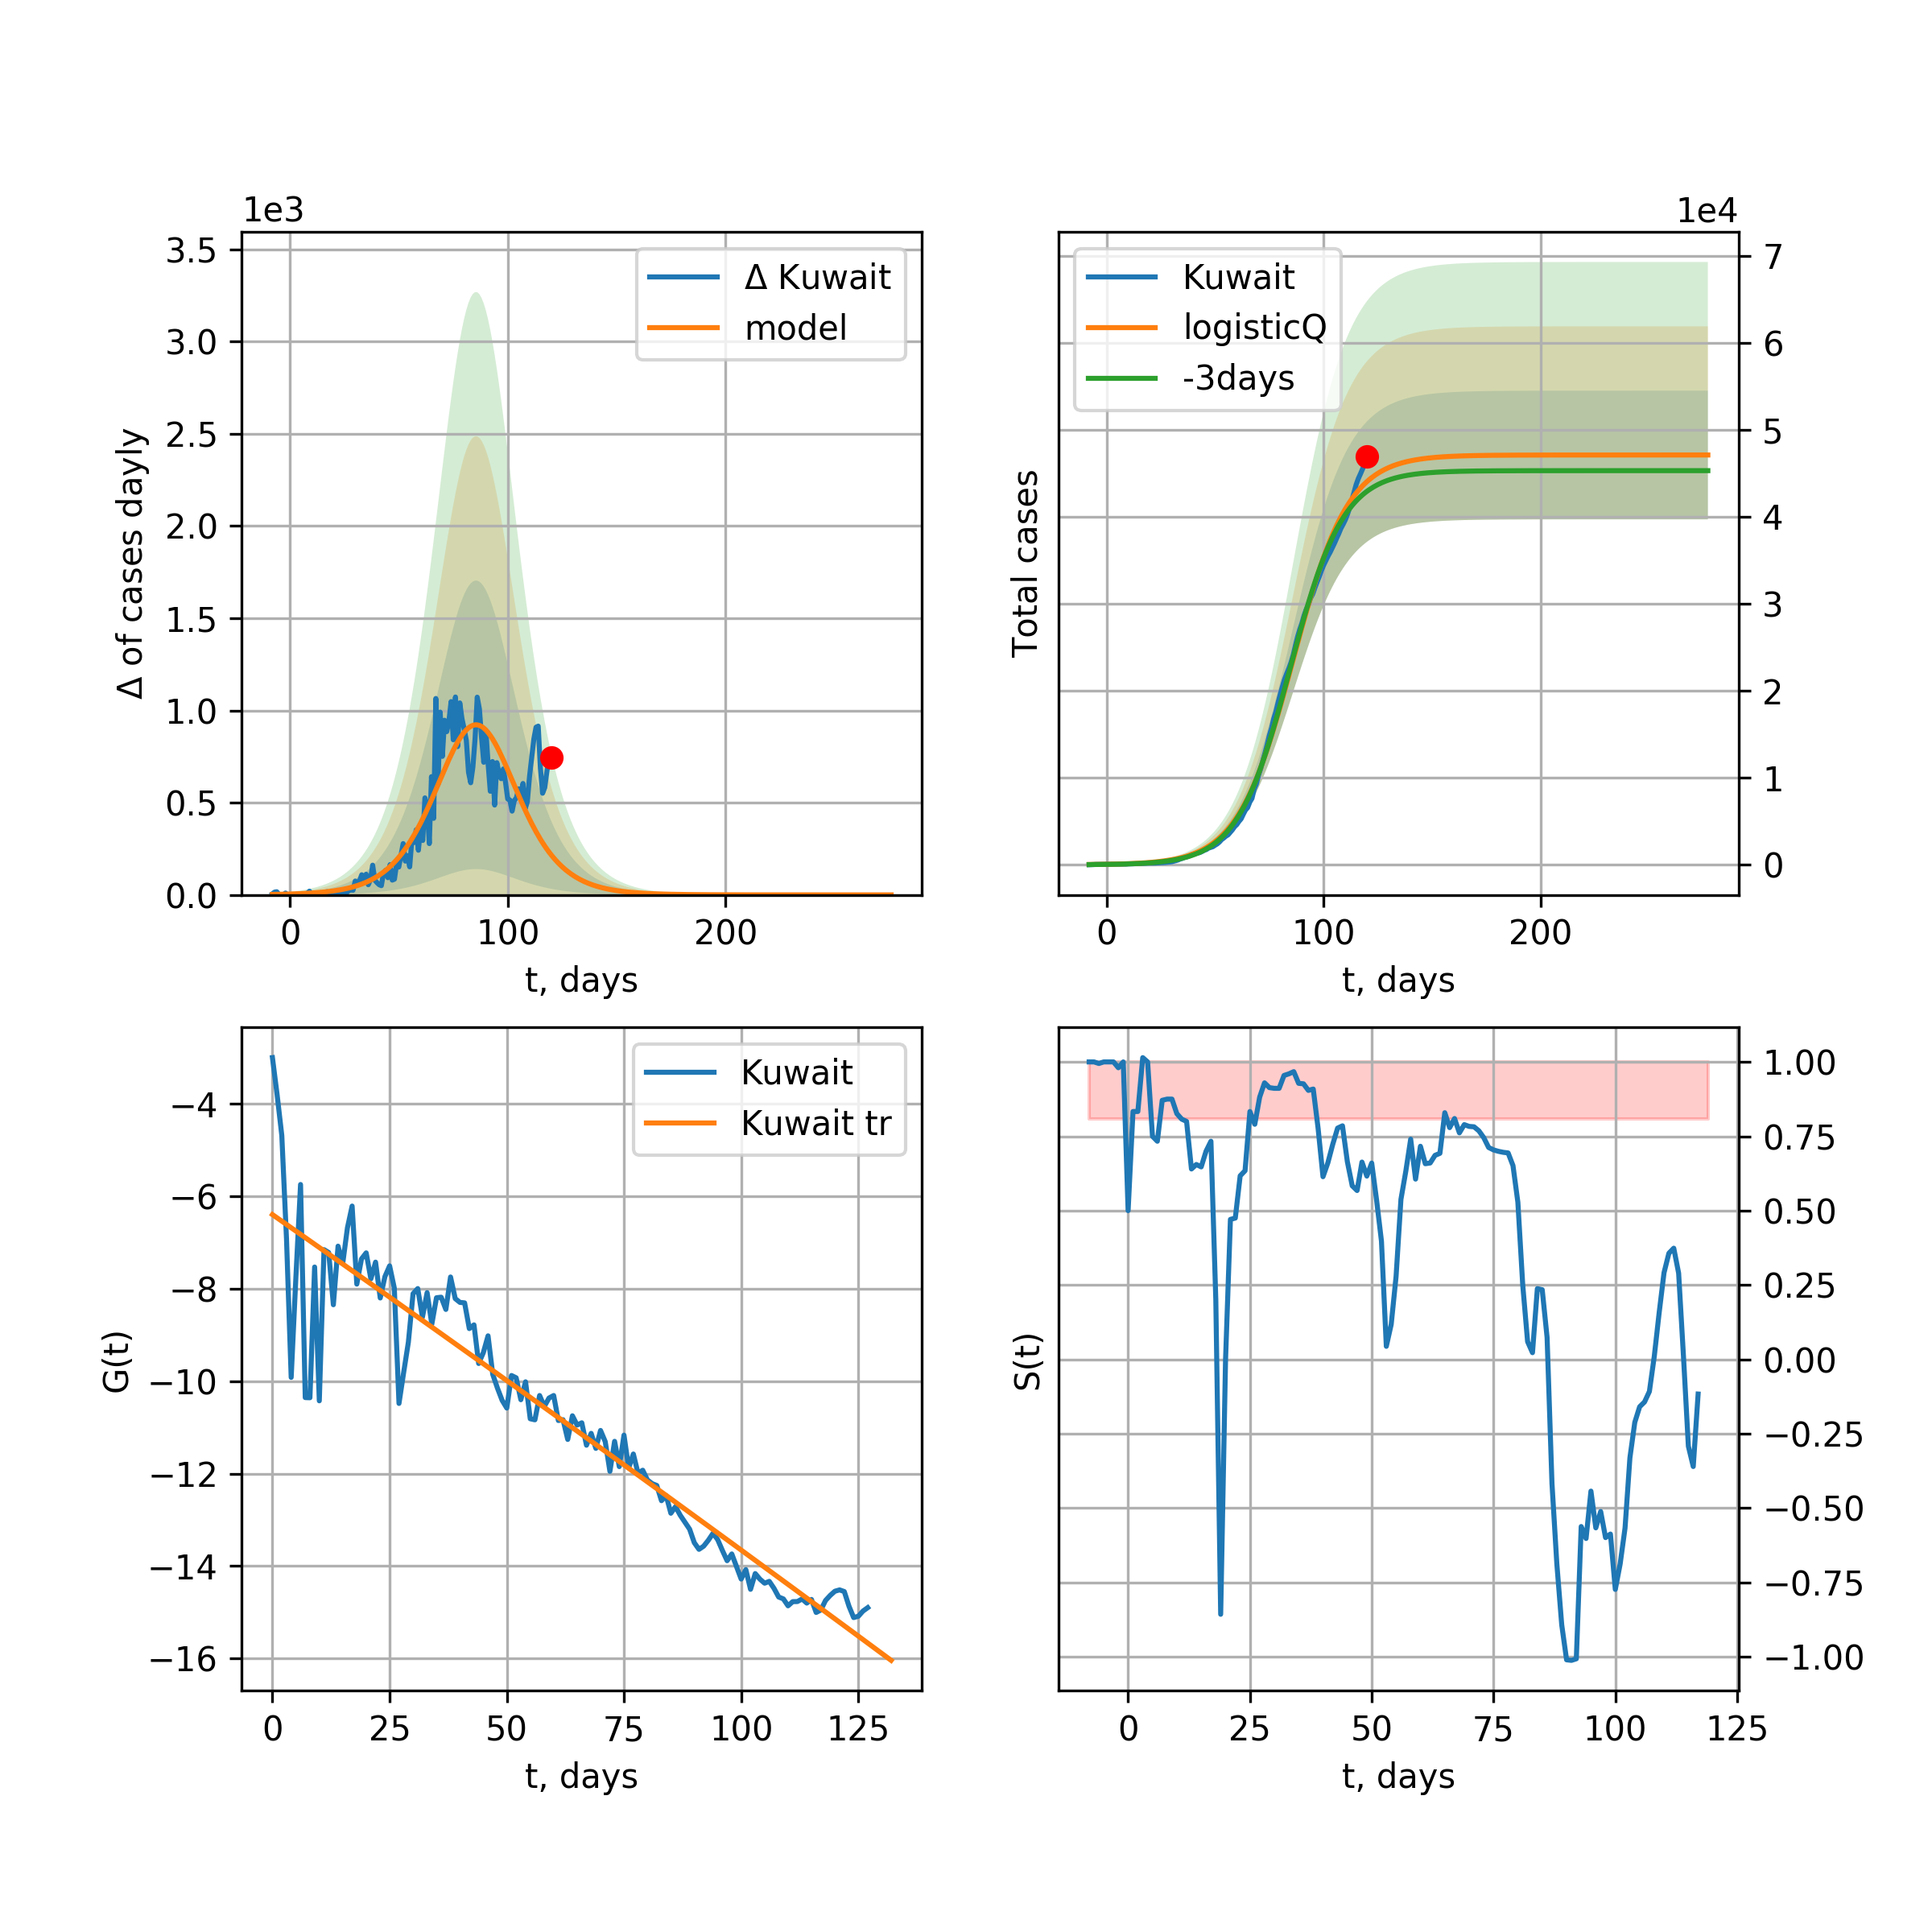 1e3
3.5
3.0
2.5
2.0
1.5
1.0
0.5
0.0
Δ of cases dayly
Δ Kuwait
model
0 100 200
t, days
1e4
7
6
5
4
3
2
1
0
Total cases
Kuwait
logisticQ
-3days
0 100 200
t, days
−4
−6
−8
−10
−12
−14
−16
G(t)
Kuwait
Kuwait tr
0 25 50 75 100 125
t, days
1.00
0.75
0.50
0.25
0.00
−0.25
−0.50
−0.75
−1.00
S(t)
0 25 50 75 100 125
t, days